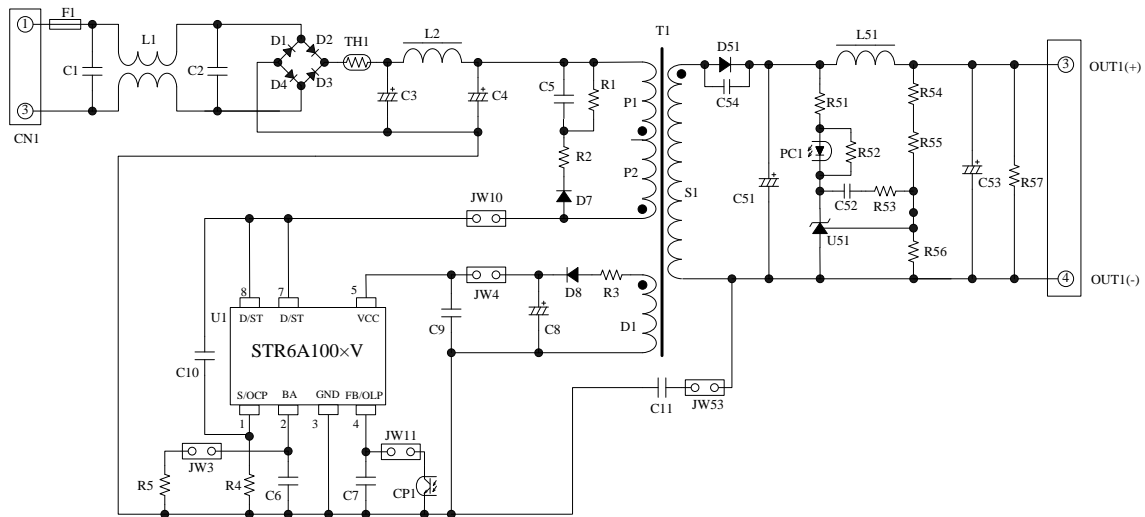 F1
L1
L2
T1
1
C1
C2
D1
D2
D4
D3
TH1
3
CN1
C3
C4
C5
R1
R2
D7
P1
P2
S1
D51
C54
L51
C51
R51
PC1
R52
C52
R53
U51
R54
R55
R56
C53
R57
3
OUT1(+)
4
OUT1(-)
JW10
JW4
D8
R3
C9
C8
D1
8
7
5
U1
D/ST
D/ST
VCC
STR6A100×V
C10
S/OCP
BA
GND
FB/OLP
1
2
3
4
C11
JW53
JW3
JW11
R5
R4
C6
C7
CP1